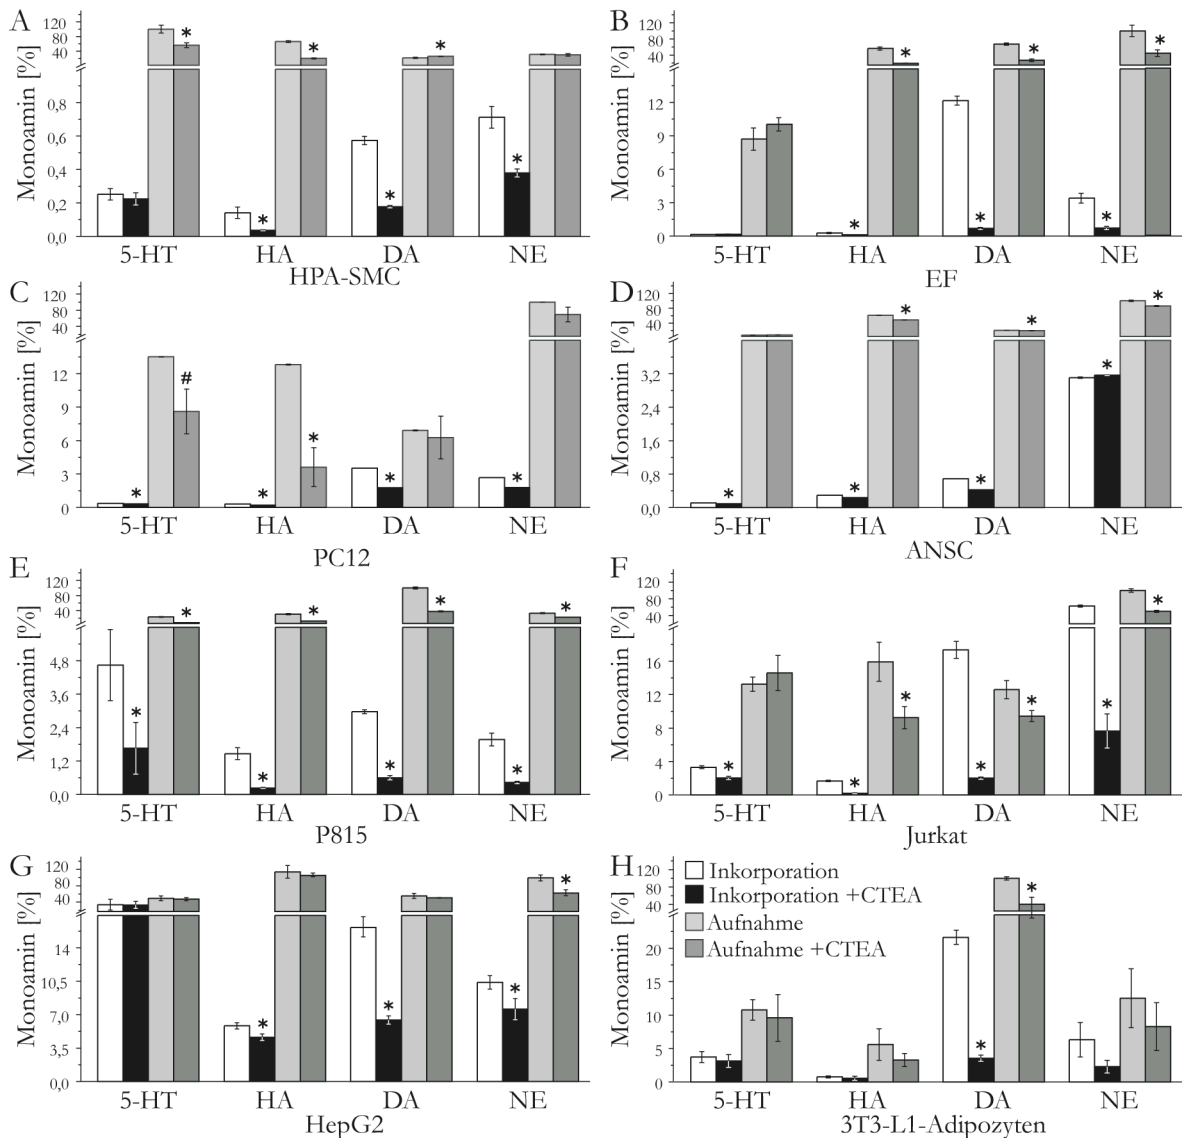 A
Monoamin [%]
120
80
40
0,8
0,6
0,4
0,2
0,0
* * * * * *
5-HT HA DA NE
HPA-SMC
B
Monoamin [%]
120
80
40
12
9
6
3
0
* * * * * *
5-HT HA DA NE
EF
C
Monoamin [%]
120
80
40
12
9
6
3
0
* # * * * *
5-HT HA DA NE
PC12
D
Monoamin [%]
120
80
40
3,2
2,4
1,6
0,8
0,0
* * * * * * *
5-HT HA DA NE
ANSC
E
Monoamin [%]
120
80
40
4,8
3,6
2,4
1,2
0,0
* * * * * * * *
5-HT HA DA NE
P815
F
Monoamin [%]
120
80
40
16
12
8
4
0
* * * * * * *
5-HT HA DA NE
Jurkat
G
Monoamin [%]
120
80
40
14
10,5
7,0
3,5
0,0
* * * *
5-HT HA DA NE
HepG2
H
Monoamin [%]
120
80
40
20
15
10
5
0
Inkorporation
Inkorporation +CTEA
Aufnahme
Aufnahme +CTEA
* *
5-HT HA DA NE
3T3-L1-Adipozyten